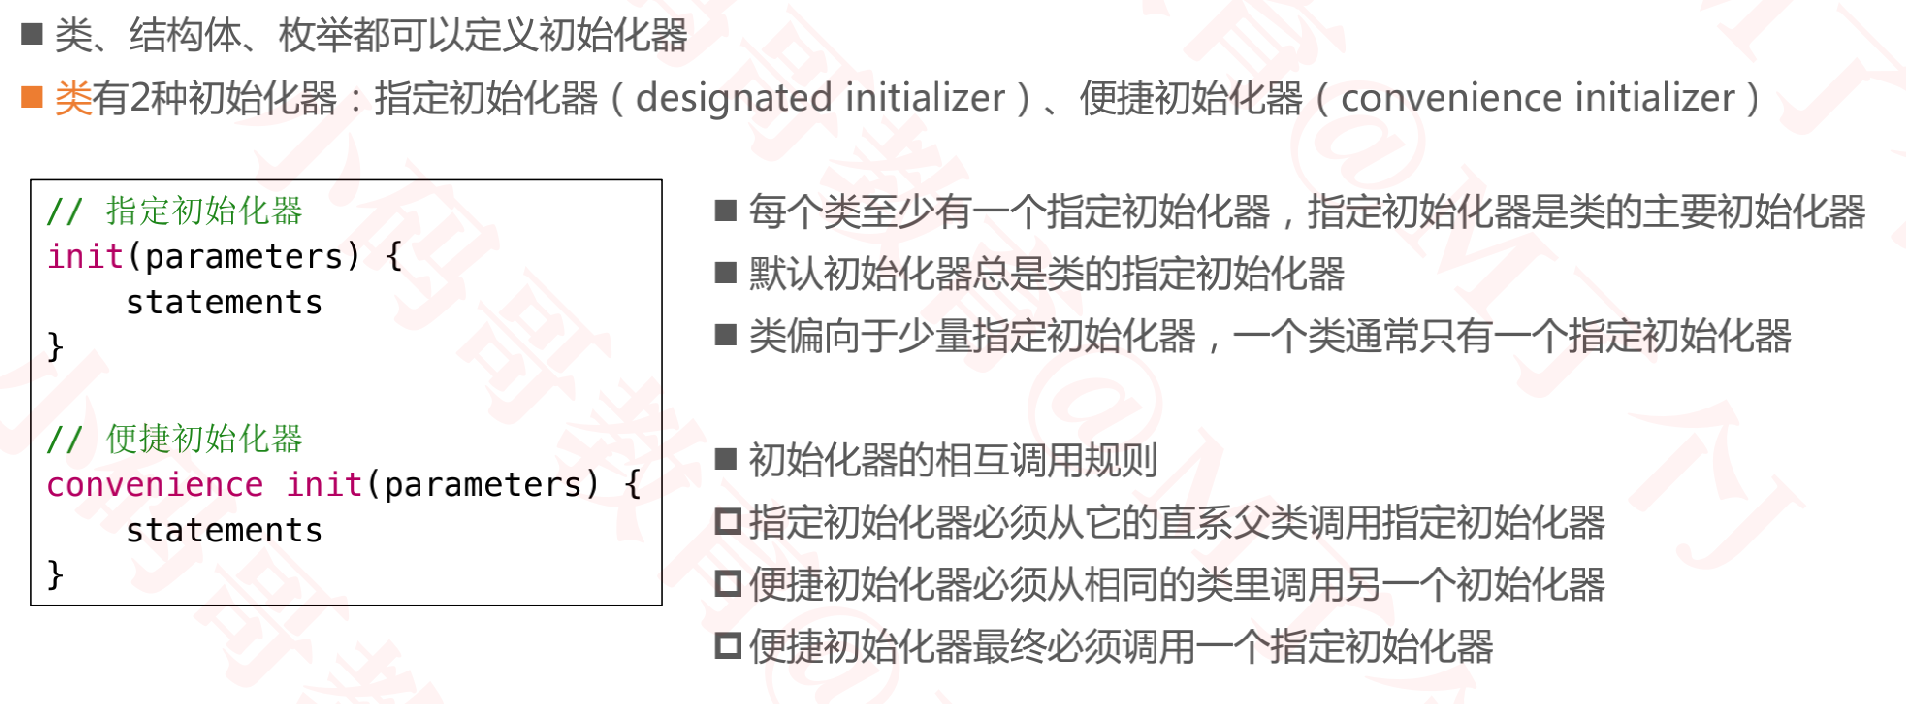 ■ 类、结构体、枚举都可以定义初始化器
■ 类有2种初始化器：指定初始化器（designated initializer）、便捷初始化器（convenience initializer）
// 指定初始化器
init(parameters) {
    statements
}
// 便捷初始化器
convenience init(parameters) {
    statements
}
■ 每个类至少有一个指定初始化器，指定初始化器是类的主要初始化器
■ 默认初始化器总是类的指定初始化器
■ 类偏向于少量指定初始化器，一个类通常只有一个指定初始化器
■ 初始化器的相互调用规则
□ 指定初始化器必须从它的直系父类调用指定初始化器
□ 便捷初始化器必须从相同的类里调用另一个初始化器
□ 便捷初始化器最终必须调用一个指定初始化器
小码哥教育@M了个J